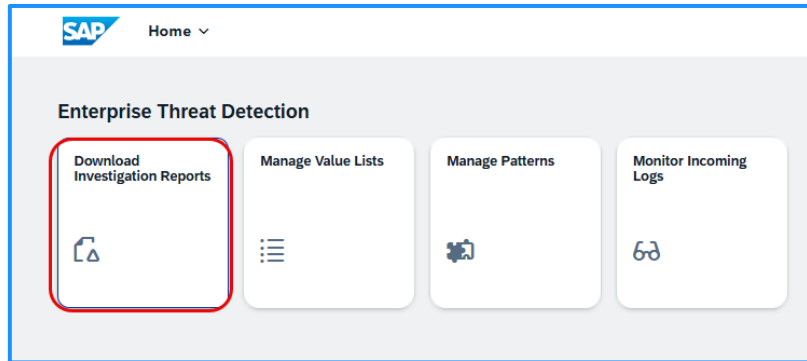 SAP Home
Enterprise Threat Detection
Download
Investigation Reports
Manage Value Lists
Manage Patterns
Monitor Incoming
Logs